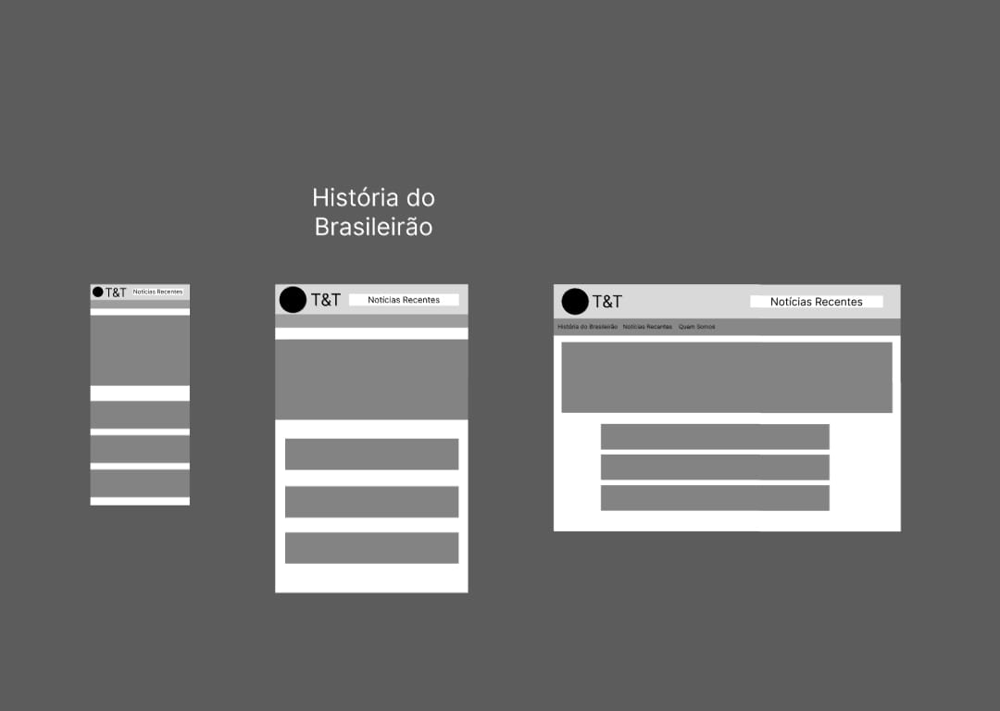 História do
Brasileirão
T&T
Notícias Recentes
T&T
Notícias Recentes
T&T
Notícias Recentes
História do Brasileirão Notícias Recentes Quem Somos